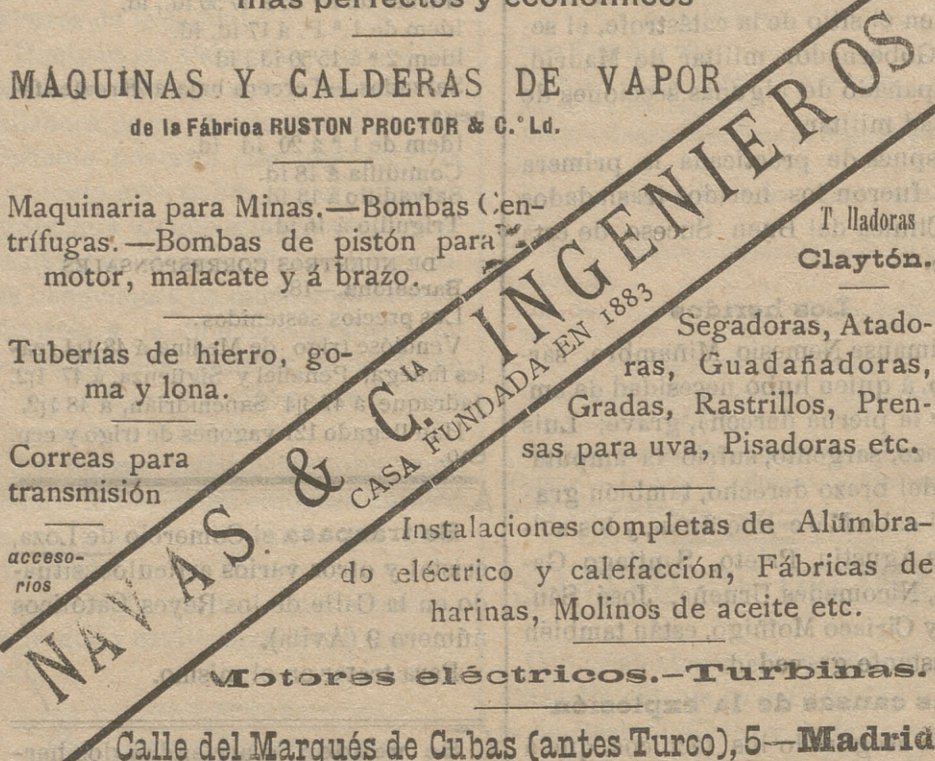 más perfectos y económicos
MÁQUINAS Y CALDERAS DE VAPOR
de la Fábrica RUSTON PROCTOR & C.º Ld.
Maquinaria para Minas.—Bombas Cen-
trífugas.—Bombas de pistón para
motor, malacate y á brazo.
Tuberías de hierro, go-
ma y lona.
Correas para
transmisión
acceso-
rios
NAVAS & C.ÍA INGENIEROS
CASA FUNDADA EN 1883
T lladoras
Claytón.
Segadoras, Atado-
ras, Guadañadoras,
Gradas, Rastrillos, Pren-
sas para uva, Pisadoras etc.
Instalaciones completas de Alumbra-
do eléctrico y calefacción, Fábricas de
harinas, Molinos de aceite etc.
Motores eléctricos.-Turbinas.
Calle del Marqués de Cubas (antes Turco), 5—Madrid